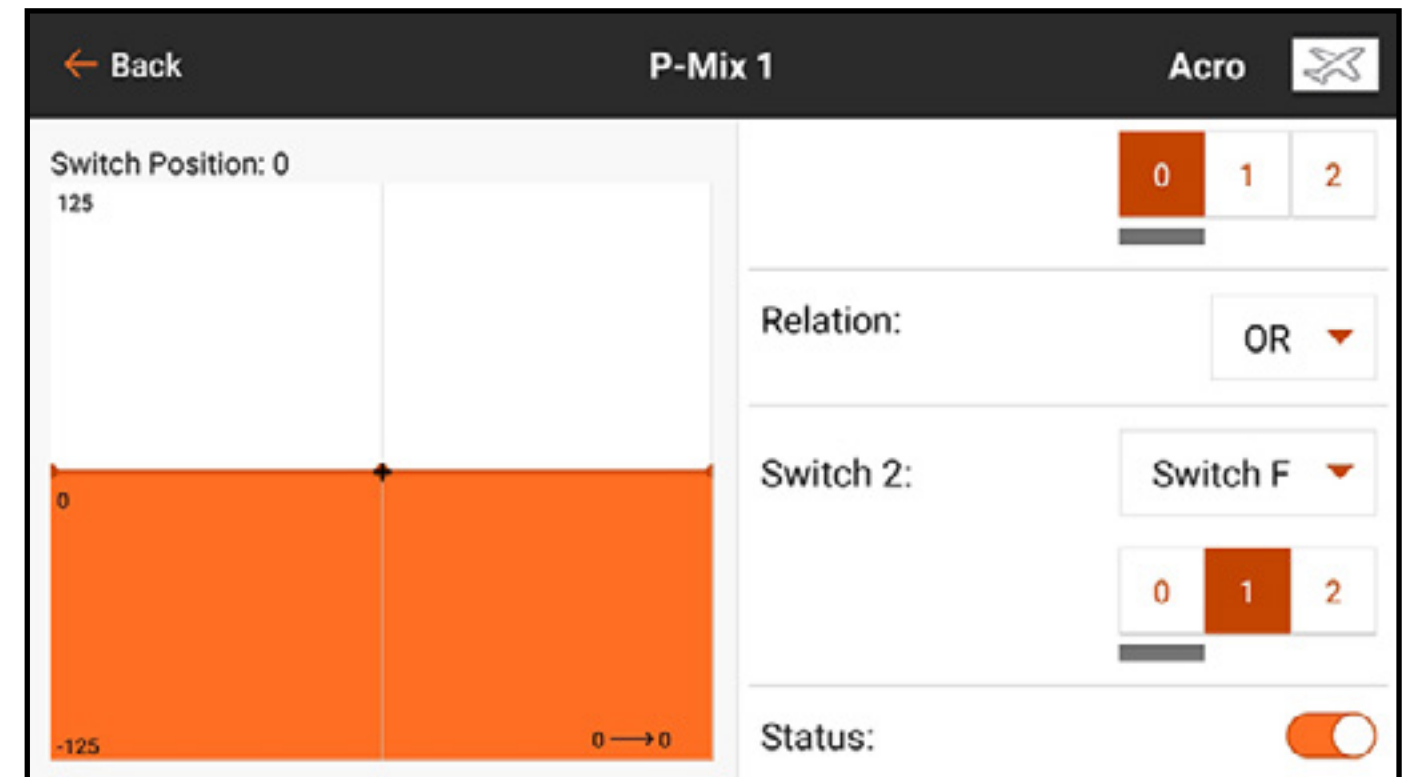 ← Back
P-Mix 1
Acro
Switch Position: 0
125
0
-125
0 → 0
0 1 2
Relation:
OR
Switch 2:
Switch F
0 1 2
Status: